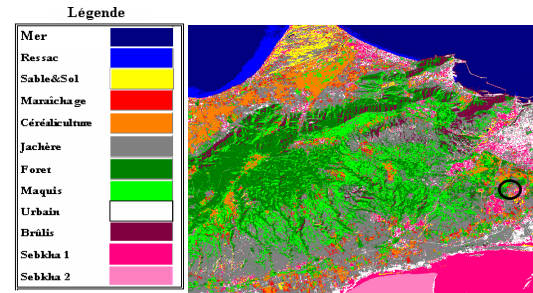 Légende
Mer
Ressac
Sable&Sol
Maraîchage
Céréaliculture
Jachère
Foret
Maquis
Urbain
Brûlis
Sebkha 1
Sebkha 2